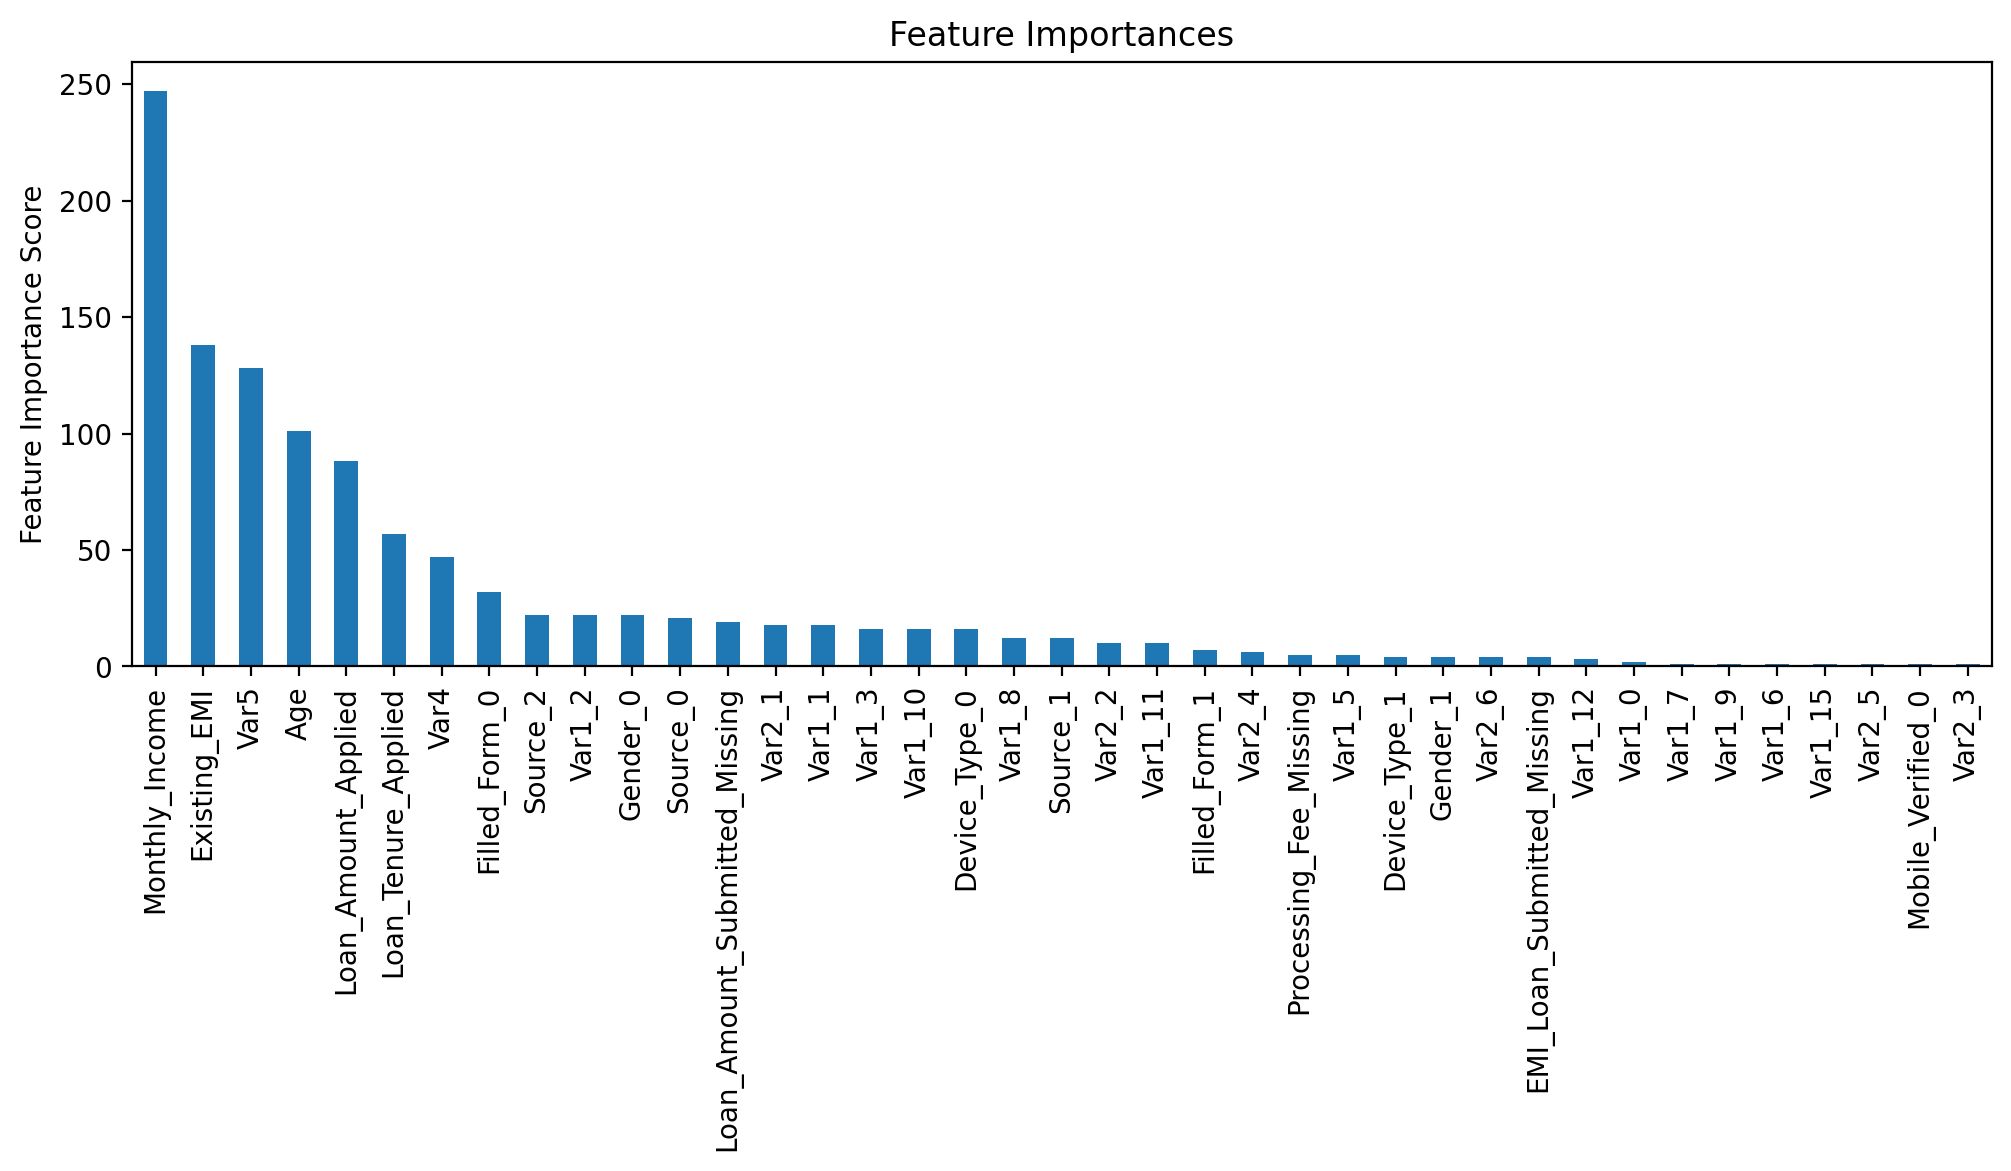 Feature Importances
Feature Importance Score
250
200
150
100
50
0
Monthly_Income
Existing_EMI
Var5
Age
Loan_Amount_Applied
Loan_Tenure_Applied
Var4
Filled_Form_0
Source_2
Var1_2
Gender_0
Source_0
Loan_Amount_Submitted_Missing
Var2_1
Var1_1
Var1_3
Var1_10
Device_Type_0
Var1_8
Source_1
Var2_2
Var1_11
Filled_Form_1
Var2_4
Processing_Fee_Missing
Var1_5
Device_Type_1
Gender_1
Var2_6
EMI_Loan_Submitted_Missing
Var1_12
Var1_0
Var1_7
Var1_9
Var1_6
Var1_15
Var2_5
Mobile_Verified_0
Var2_3